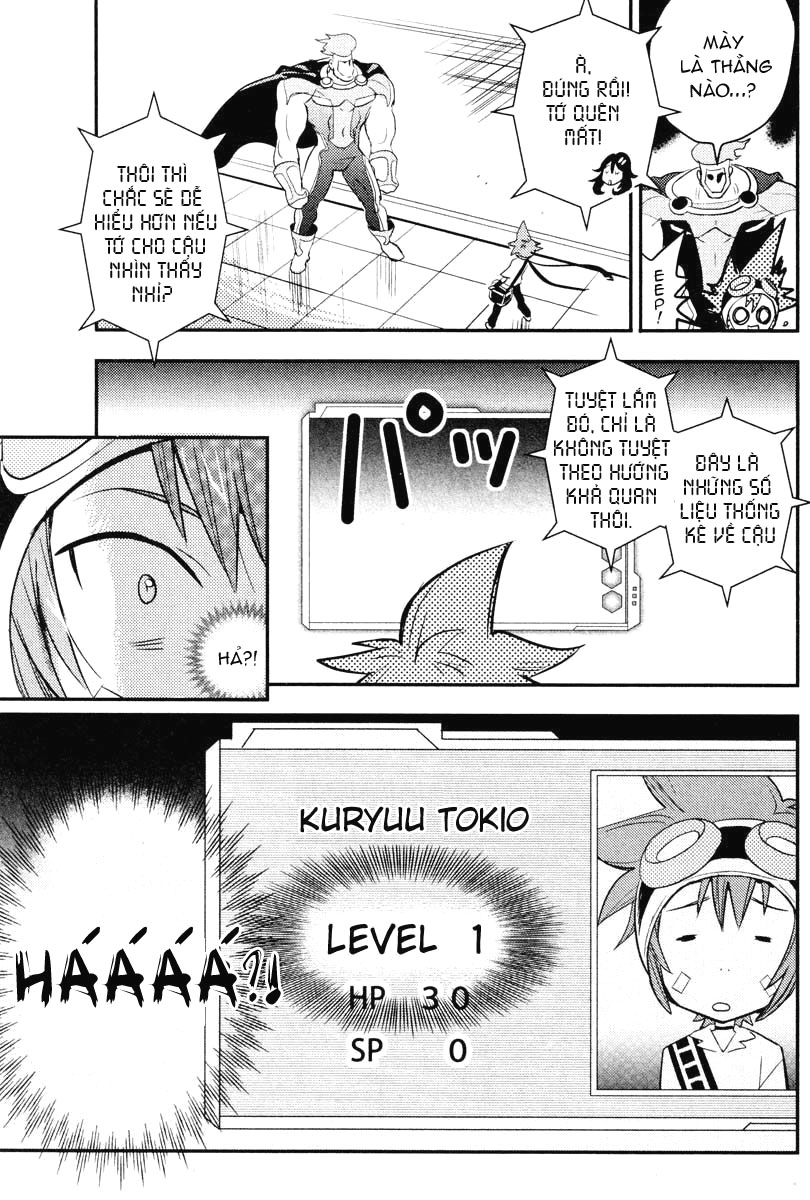 MÀY
LÀ THẰNG
NÀO...?
EEP!
À,
ĐÚNG RỒI!
TỚ QUÊN
MẤT!
THÔI THÌ
CHẮC SẼ DỄ
HIỂU HƠN NẾU
TỚ CHO CẬU
NHÌN THẤY
NHỈ?
ĐÂY LÀ
NHỮNG SỐ
LIỆU THỐNG
KÊ VỀ CẬU
TUYỆT LẮM
ĐÓ, CHỈ LÀ
KHÔNG TUYỆT
THEO HƯỚNG
KHẢ QUAN
THÔI.
パッ
HẢ?!
KURYUU TOKIO
LEVEL 1
HP 30
SP 0
HÁÁÁÁ?!